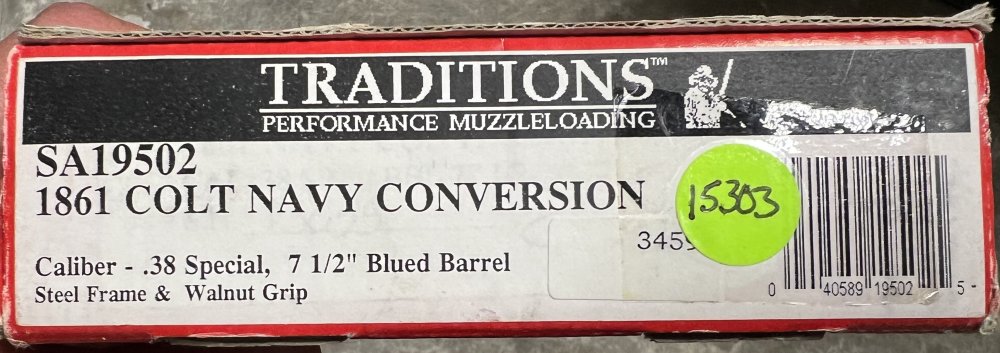 TRADITIONS™
PERFORMANCE MUZZLELOADING
SA19502
1861 COLT NAVY CONVERSION
15303
Caliber - .38 Special, 7 1/2" Blued Barrel
Steel Frame & Walnut Grip
0 40589 19502 5-